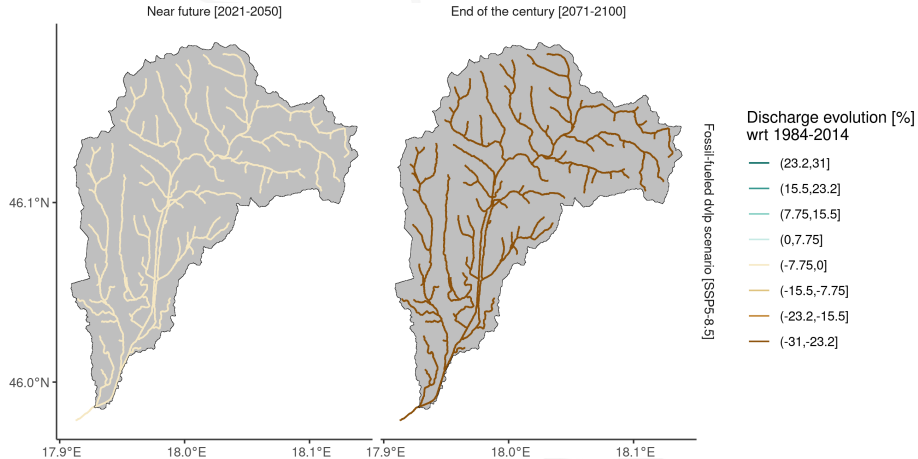 Near future [2021-2050]
End of the century [2071-2100]
46.1°N
46.0°N
17.9°E
18.0°E
18.1°E
17.9°E
18.0°E
18.1°E
Fossil-fueled dvlp scenario [SSP5-8.5]
Discharge evolution [%]
wrt 1984-2014
(23.2,31]
(15.5,23.2]
(7.75,15.5]
(0,7.75]
(-7.75,0]
(-15.5,-7.75]
(-23.2,-15.5]
(-31,-23.2]